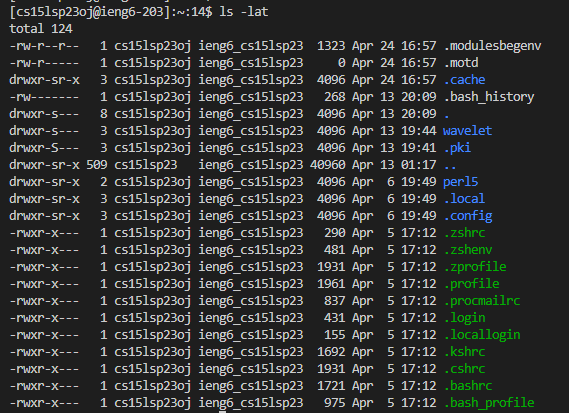 [cs15lsp23oj@ieng6-203]:~:14$ ls -lat
total 124
-rw-r--r--   1 cs15lsp23oj ieng6_cs15lsp23  1323 Apr 24 16:57 .modulesbegenv
-rw-r-----   1 cs15lsp23oj ieng6_cs15lsp23     0 Apr 24 16:57 .motd
drwxr-sr-x   3 cs15lsp23oj ieng6_cs15lsp23  4096 Apr 24 16:57 .cache
-rw-------   1 cs15lsp23oj ieng6_cs15lsp23   268 Apr 13 20:09 .bash_history
drwxr-s---   8 cs15lsp23oj ieng6_cs15lsp23  4096 Apr 13 20:09 .
drwxr-s---   3 cs15lsp23oj ieng6_cs15lsp23  4096 Apr 13 19:44 wavelet
drwxr-S---   3 cs15lsp23oj ieng6_cs15lsp23  4096 Apr 13 19:41 .pki
drwxr-sr-x 509 cs15lsp23   ieng6_cs15lsp23 40960 Apr 13 01:17 ..
drwxr-sr-x   2 cs15lsp23oj ieng6_cs15lsp23  4096 Apr  6 19:49 perl5
drwxr-sr-x   3 cs15lsp23oj ieng6_cs15lsp23  4096 Apr  6 19:49 .local
drwxr-sr-x   3 cs15lsp23oj ieng6_cs15lsp23  4096 Apr  6 19:49 .config
-rwxr-x---   1 cs15lsp23oj ieng6_cs15lsp23   290 Apr  5 17:12 .zshrc
-rwxr-x---   1 cs15lsp23oj ieng6_cs15lsp23   481 Apr  5 17:12 .zshenv
-rwxr-x---   1 cs15lsp23oj ieng6_cs15lsp23  1931 Apr  5 17:12 .zprofile
-rwxr-x---   1 cs15lsp23oj ieng6_cs15lsp23  1961 Apr  5 17:12 .profile
-rwxr-x---   1 cs15lsp23oj ieng6_cs15lsp23   837 Apr  5 17:12 .procmailrc
-rwxr-x---   1 cs15lsp23oj ieng6_cs15lsp23   431 Apr  5 17:12 .login
-rwxr-x---   1 cs15lsp23oj ieng6_cs15lsp23   155 Apr  5 17:12 .locallogin
-rwxr-x---   1 cs15lsp23oj ieng6_cs15lsp23  1692 Apr  5 17:12 .kshrc
-rwxr-x---   1 cs15lsp23oj ieng6_cs15lsp23  1931 Apr  5 17:12 .cshrc
-rwxr-x---   1 cs15lsp23oj ieng6_cs15lsp23  1721 Apr  5 17:12 .bashrc
-rwxr-x---   1 cs15lsp23oj ieng6_cs15lsp23   975 Apr  5 17:12 .bash_profile